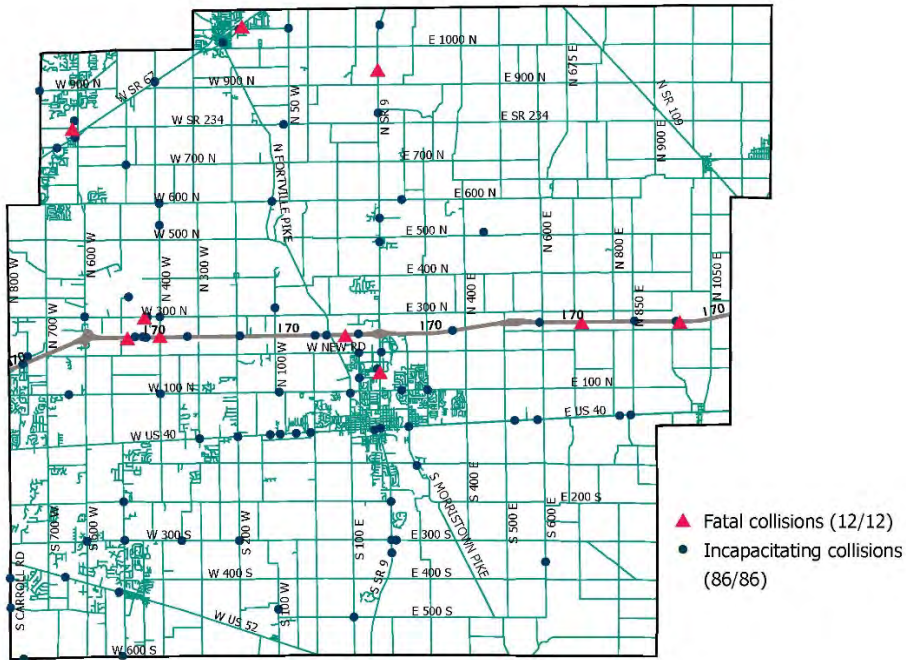 E 1000 N
W 900 N
W SR 67
W 900 N
E 900 N
N 675 E
N SR 109
N 50 W
N SR 9
W SR 234
E SR 234
N 900 E
W 700 N
E 700 N
N FORTVILLE PIKE
W 600 N
E 600 N
W 500 N
E 500 N
N 800 W
N 600 W
N 400 W
N 300 W
N 600 E
N 800 E
E 400 N
N 400 E
N 850 E
N 1050 E
N 700 W
W 300 N
E 300 N
I 70
I 70
I 70
I 70
I 70
I 70
W NEW RD
N 100 W
W 100 N
E 100 N
W US 40
E US 40
S MORRISTOWN PIKE
S 400 E
E 200 S
S 500 E
S 600 E
S 700 W
S 600 W
W 300 S
S 200 W
S 100 E
E 300 S
S CARROLL RD
W 400 S
S 100 W
S SR 9
E 400 S
W US 52
E 500 S
W 600 S
Fatal collisions (12/12)
Incapacitating collisions
(86/86)